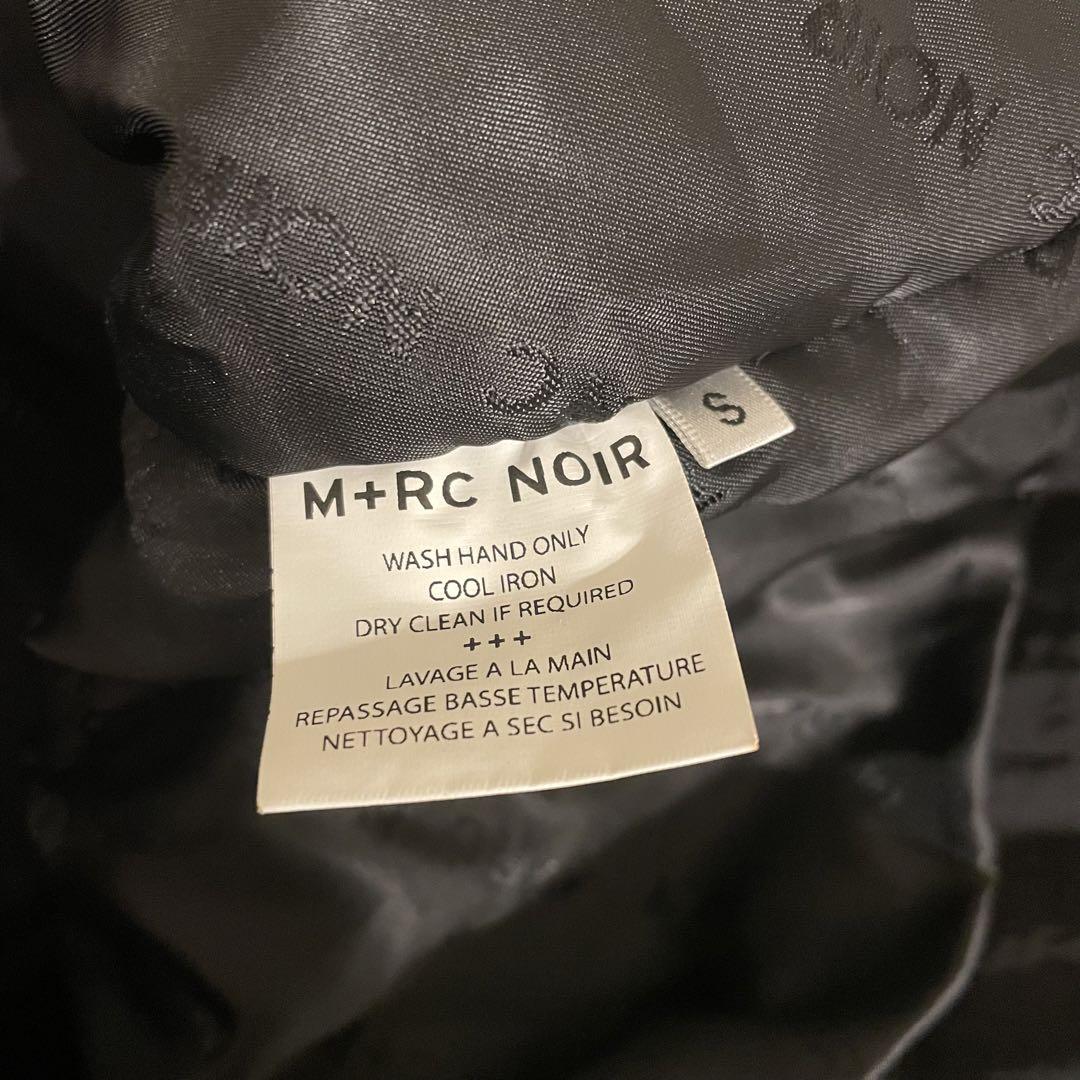 NOIR
S
M+RC NOIR
WASH HAND ONLY
COOL IRON
DRY CLEAN IF REQUIRED
+++
LAVAGE A LA MAIN
REPASSAGE BASSE TEMPERATURE
NETTOYAGE A SEC SI BESOIN